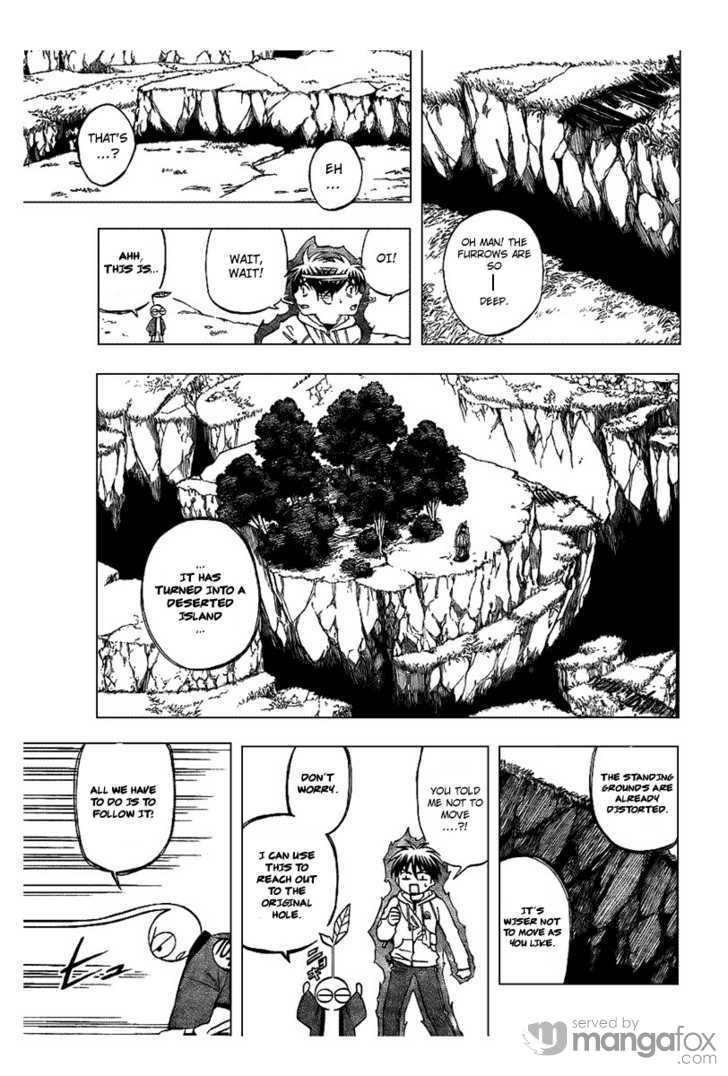 OH MAN! THE
FURROWS ARE
SO
—
DEEP.
EH
...
THAT'S
...?
OI!
WAIT,
WAIT!
AHH,
THIS IS...
...
IT HAS
TURNED INTO A
DESERTED
ISLAND
...
THE STANDING
GROUNDS ARE
ALREADY
DISTORTED.
IT'S
WISER NOT
TO MOVE AS
YOU LIKE.
YOU TOLD
ME NOT TO
MOVE
....?!
DON'T
WORRY.
I CAN USE
THIS TO
REACH OUT
TO THE
ORIGINAL
HOLE.
ALL WE HAVE
TO DO IS TO
FOLLOW IT!
served by
mangafox
.com